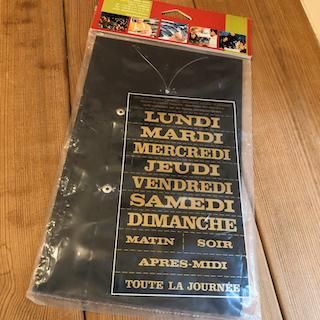 LUNDI
MARDI
MERCREDI
JEUDI
VENDREDI
SAMEDI
DIMANCHE
MATIN SOIR
APRES-MIDI
TOUTE LA JOURNÉE